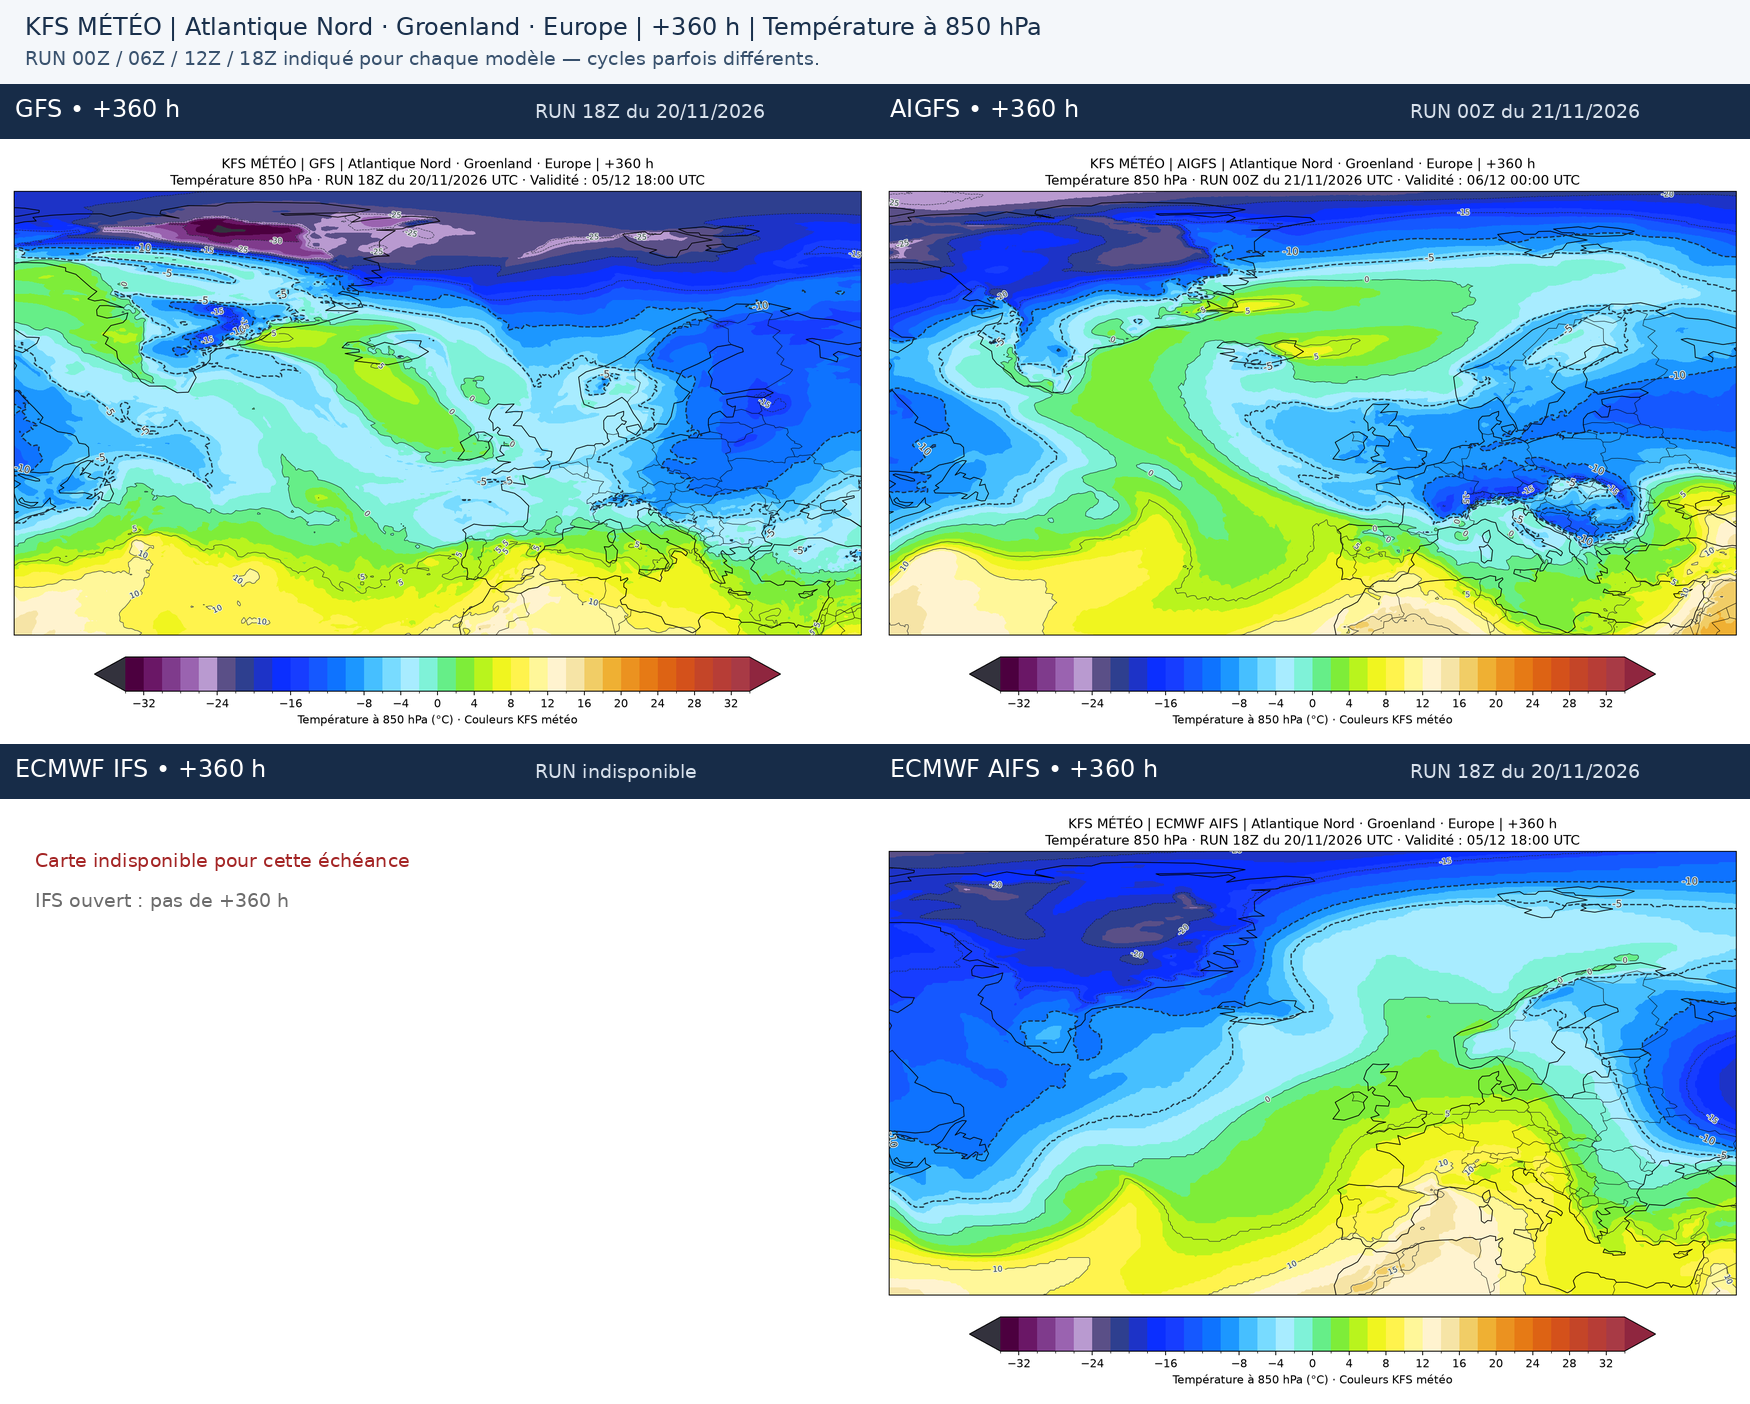 KFS MÉTÉO | Atlantique Nord · Groenland · Europe | +360 h | Température à 850 hPa
RUN 00Z / 06Z / 12Z / 18Z indiqué pour chaque modèle — cycles parfois différents.
GFS • +360 h
RUN 18Z du 20/11/2026
KFS MÉTÉO | GFS | Atlantique Nord · Groenland · Europe | +360 h
Température 850 hPa · RUN 18Z du 20/11/2026 UTC · Validité : 05/12 18:00 UTC
−32 −24 −16 −8 −4 0 4 8 12 16 20 24 28 32
Température à 850 hPa (°C) · Couleurs KFS météo
AIGFS • +360 h
RUN 00Z du 21/11/2026
KFS MÉTÉO | AIGFS | Atlantique Nord · Groenland · Europe | +360 h
Température 850 hPa · RUN 00Z du 21/11/2026 UTC · Validité : 06/12 00:00 UTC
−32 −24 −16 −8 −4 0 4 8 12 16 20 24 28 32
Température à 850 hPa (°C) · Couleurs KFS météo
ECMWF IFS • +360 h
RUN indisponible
Carte indisponible pour cette échéance
IFS ouvert : pas de +360 h
ECMWF AIFS • +360 h
RUN 18Z du 20/11/2026
KFS MÉTÉO | ECMWF AIFS | Atlantique Nord · Groenland · Europe | +360 h
Température 850 hPa · RUN 18Z du 20/11/2026 UTC · Validité : 05/12 18:00 UTC
−32 −24 −16 −8 −4 0 4 8 12 16 20 24 28 32
Température à 850 hPa (°C) · Couleurs KFS météo